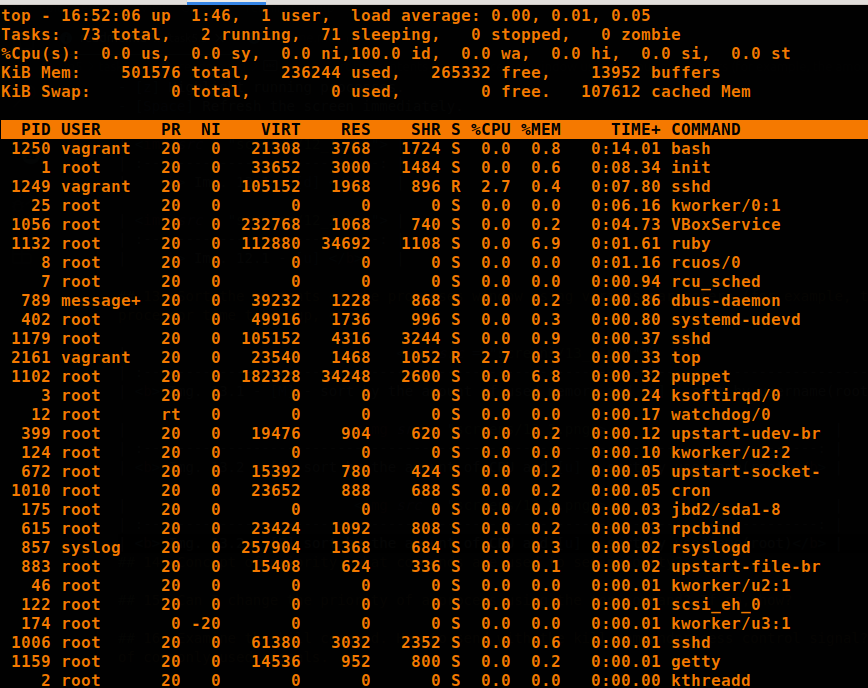 top - 16:52:06 up  1:46,  1 user,  load average: 0.00, 0.01, 0.05
Tasks:  73 total,   2 running,  71 sleeping,   0 stopped,   0 zombie
%Cpu(s):  0.0 us,  0.0 sy,  0.0 ni,100.0 id,  0.0 wa,  0.0 hi,  0.0 si,  0.0 st
KiB Mem:    501576 total,   236244 used,   265332 free,    13952 buffers
KiB Swap:        0 total,        0 used,        0 free.   107612 cached Mem
  PID USER      PR  NI    VIRT    RES    SHR S %CPU %MEM     TIME+ COMMAND
 1250 vagrant   20   0   21308   3768   1724 S  0.0  0.8   0:14.01 bash
    1 root      20   0   33652   3000   1484 S  0.0  0.6   0:08.34 init
 1249 vagrant   20   0  105152   1968    896 R  2.7  0.4   0:07.80 sshd
   25 root      20   0       0      0      0 S  0.0  0.0   0:06.16 kworker/0:1
 1056 root      20   0  232768   1068    740 S  0.0  0.2   0:04.73 VBoxService
 1132 root      20   0  112880  34692   1108 S  0.0  6.9   0:01.61 ruby
    8 root      20   0       0      0      0 S  0.0  0.0   0:01.16 rcuos/0
    7 root      20   0       0      0      0 S  0.0  0.0   0:00.94 rcu_sched
  789 message+  20   0   39232   1228    868 S  0.0  0.2   0:00.86 dbus-daemon
  402 root      20   0   49916   1736    996 S  0.0  0.3   0:00.80 systemd-udevd
 1179 root      20   0  105152   4316   3244 S  0.0  0.9   0:00.37 sshd
 2161 vagrant   20   0   23540   1468   1052 R  2.7  0.3   0:00.33 top
 1102 root      20   0  182328  34248   2600 S  0.0  6.8   0:00.32 puppet
    3 root      20   0       0      0      0 S  0.0  0.0   0:00.24 ksoftirqd/0
   12 root      rt   0       0      0      0 S  0.0  0.0   0:00.17 watchdog/0
  399 root      20   0   19476    904    620 S  0.0  0.2   0:00.12 upstart-udev-br
  124 root      20   0       0      0      0 S  0.0  0.0   0:00.10 kworker/u2:2
  672 root      20   0   15392    780    424 S  0.0  0.2   0:00.05 upstart-socket-
 1010 root      20   0   23652    888    688 S  0.0  0.2   0:00.05 cron
  175 root      20   0       0      0      0 S  0.0  0.0   0:00.03 jbd2/sda1-8
  615 root      20   0   23424   1092    808 S  0.0  0.2   0:00.03 rpcbind
  857 syslog    20   0  257904   1368    684 S  0.0  0.3   0:00.02 rsyslogd
  883 root      20   0   15408    624    336 S  0.0  0.1   0:00.02 upstart-file-br
   46 root      20   0       0      0      0 S  0.0  0.0   0:00.01 kworker/u2:1
  122 root      20   0       0      0      0 S  0.0  0.0   0:00.01 scsi_eh_0
  174 root       0 -20       0      0      0 S  0.0  0.0   0:00.01 kworker/u3:1
 1006 root      20   0   61380   3032   2352 S  0.0  0.6   0:00.01 sshd
 1159 root      20   0   14536    952    800 S  0.0  0.2   0:00.01 getty
    2 root      20   0       0      0      0 S  0.0  0.0   0:00.00 kthreadd